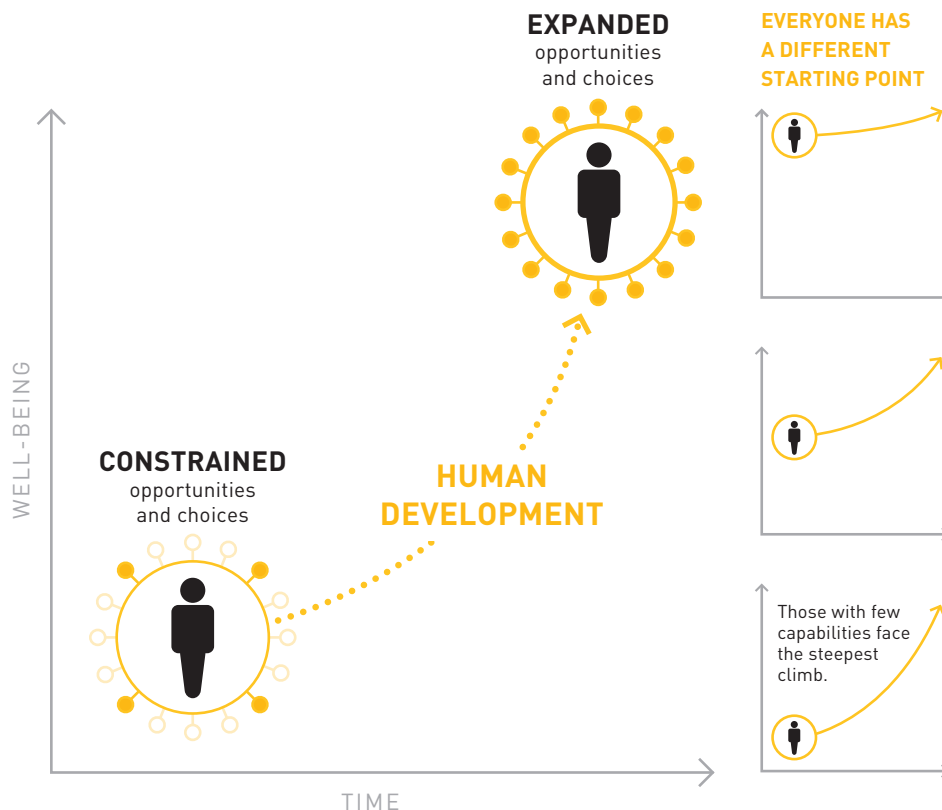 EXPANDED
opportunities
and choices
EVERYONE HAS
A DIFFERENT
STARTING POINT
WELL-BEING
CONSTRAINED
opportunities
and choices
HUMAN
DEVELOPMENT
Those with few
capabilities face
the steepest
climb.
TIME